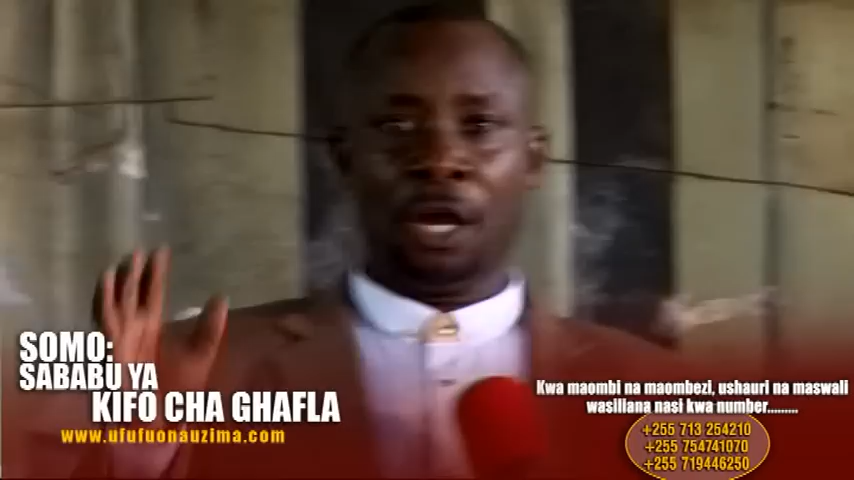 SOMO:
SABABU YA
KIFO CHA GHAFLA
www.ufufuonauzima.com
Kwa maombi na maombezi, ushauri na maswali
wasiliana nasi kwa number.........
+255 713 254210
+255 754741070
+255 719446250